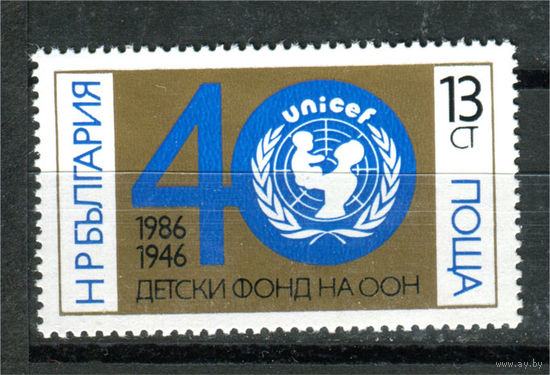 НР БЪЛГАРИЯ
40
unicef
13
СТ
ПОЩА
1986
1946
ДЕТСКИ ФОНД НА ООН
www.ay.by